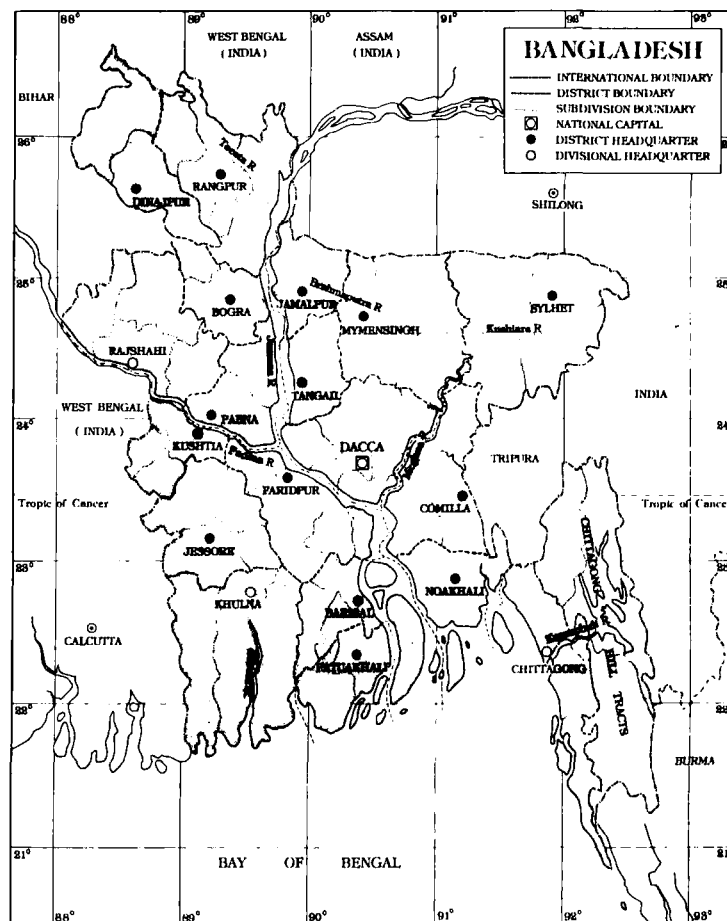 88° 89° 90° 91° 92° 93°
WEST BENGAL
(INDIA)
ASSAM
(INDIA)
BANGLADESH
INTERNATIONAL BOUNDARY
DISTRICT BOUNDARY
SUBDIVISION BOUNDARY
NATIONAL CAPITAL
DISTRICT HEADQUARTER
DIVISIONAL HEADQUARTER
BIHAR
26°
Teesta R
RANGPUR
DINAJPUR
SHILONG
25°
JAMALPUR
Brahmaputra R
BOGRA
MYMENSINGH
SYLHET
Kushiara R
RAJSHAHI
TANGAIL
INDIA
WEST BENGAL
(INDIA)
PABNA
24°
KUSHTIA
DACCA
Padma R
TRIPURA
FARIDPUR
COMILLA
Tropic of Cancer
Tropic of Cancer
JESSORE
23°
CHITTAGONG
NOAKHALI
KHULNA
BARISAL
CALCUTTA
PATUAKHALI
CHITTAGONG
HILL
TRACTS
22°
BURMA
21°
BAY OF BENGAL
88° 89° 90° 91° 92° 93°